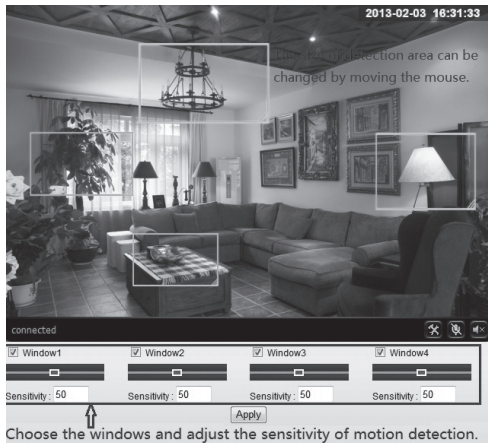 2013-02-03 16:31:33
detection area can be
changed by moving the mouse.
connected
Window1 Window2 Window3 Window4
Sensitivity: 50 Sensitivity: 50 Sensitivity: 50 Sensitivity: 50
Apply
Choose the windows and adjust the sensitivity of motion detection.